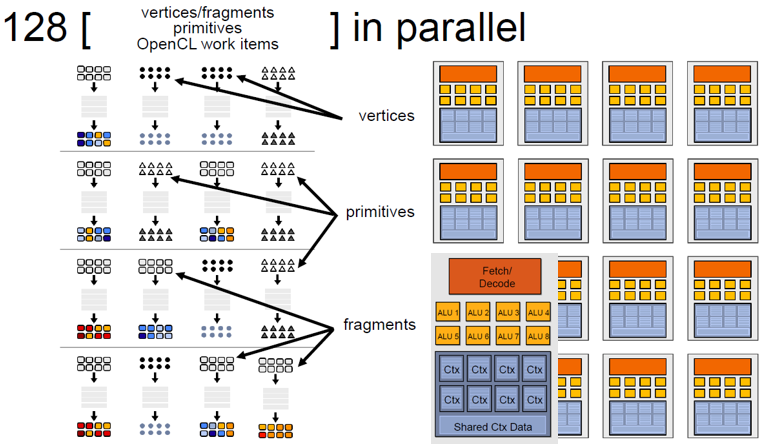 128 [
vertices/fragments
primitives
OpenCL work items
] in parallel
vertices
primitives
fragments
Fetch/
Decode
ALU 1 ALU 2 ALU 3 ALU 4
ALU 5 ALU 6 ALU 7 ALU 8
Ctx Ctx Ctx Ctx
Ctx Ctx Ctx Ctx
Shared Ctx Data